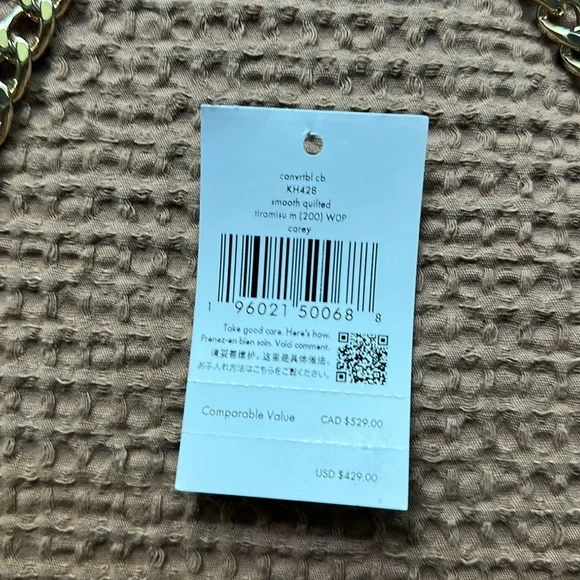 convrtbl cb
KH428
smooth quilted
tiramisu m (200) W0P
carey
1 96021 50068 8
Take good care. Here's how.
Prenez-en bien soin. Voici comment.
请妥善维护。这里是具体做法。
お手入れ方法はこちらをご覧ください。
Comparable Value CAD $529.00
USD $429.00